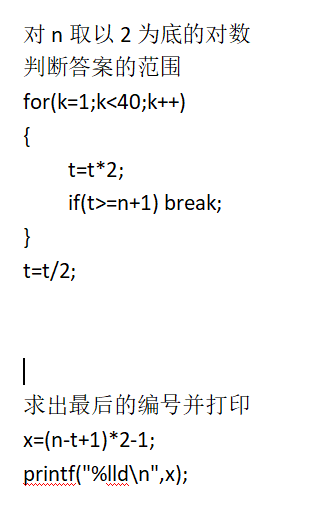 对 n 取以 2 为底的对数
判断答案的范围
for(k=1;k<40;k++)
{
t=t*2;
if(t>=n+1) break;
}
t=t/2;
求出最后的编号并打印
x=(n-t+1)*2-1;
printf("%lld\n",x);